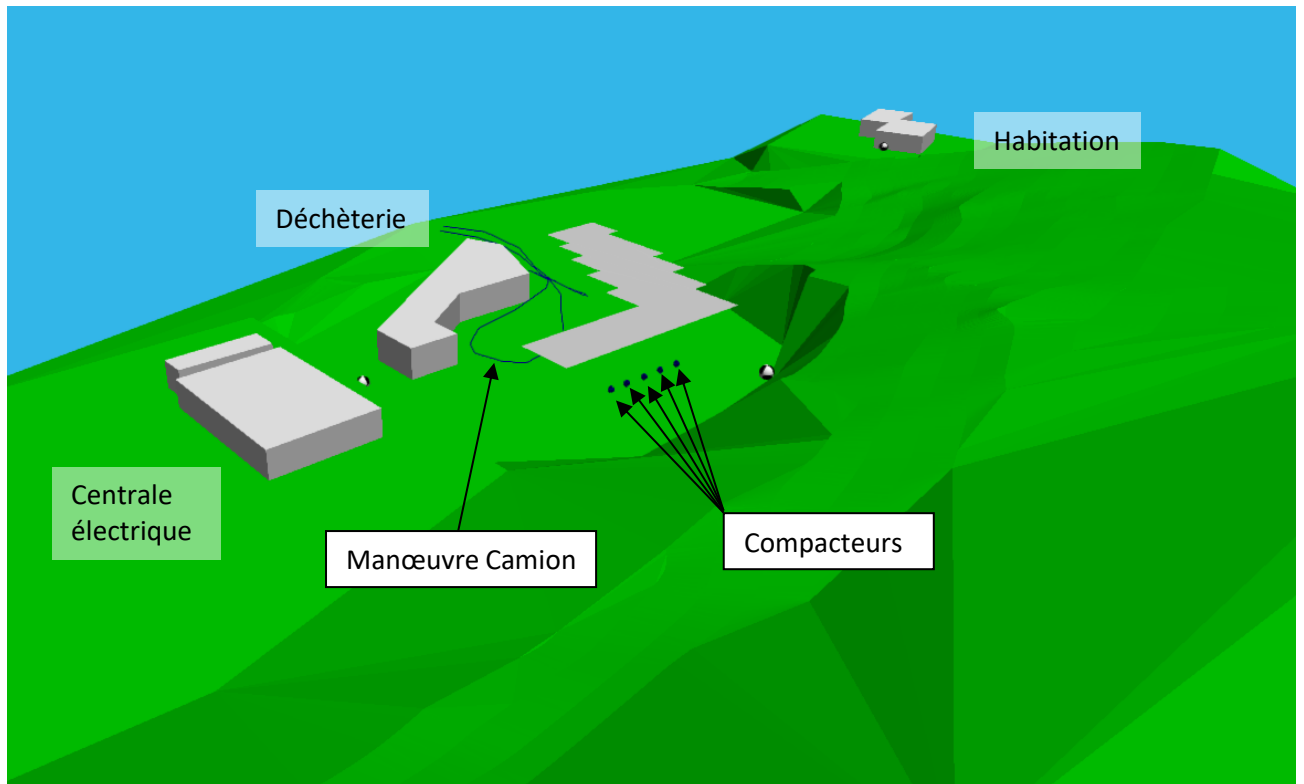 Habitation
Déchèterie
Centrale
électrique
Manœuvre Camion
Compacteurs